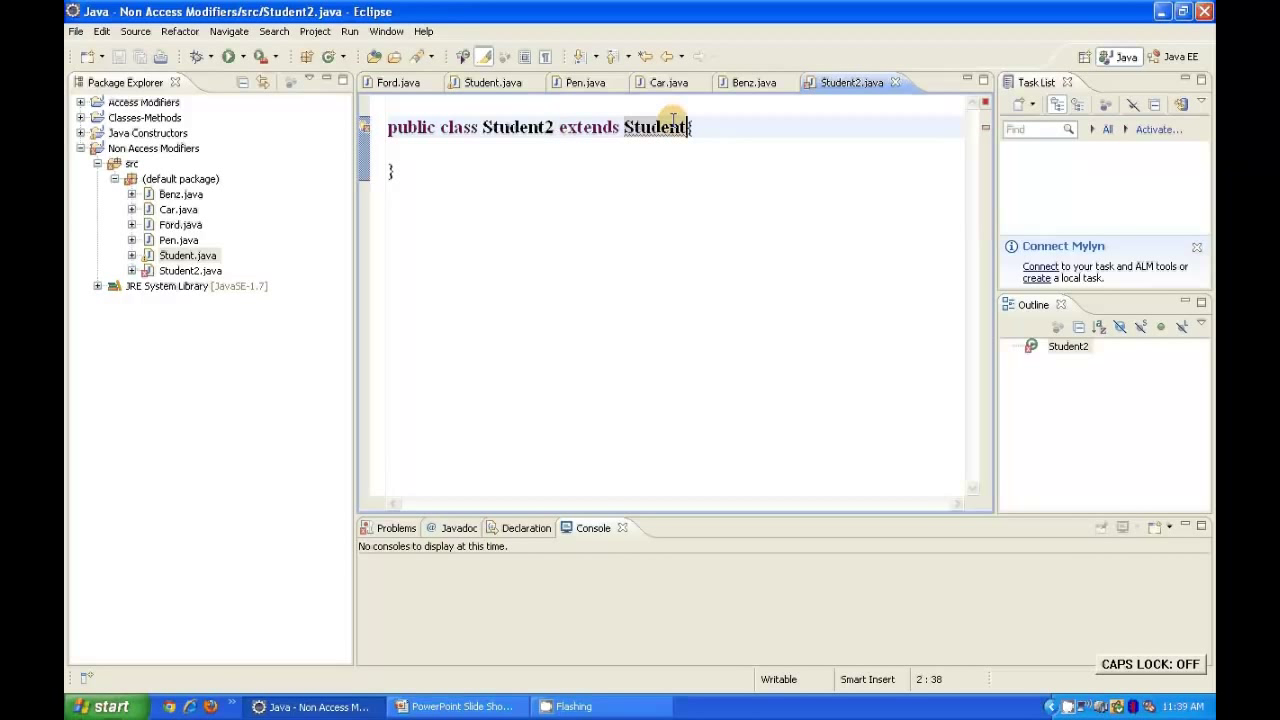 Java - Non Access Modifiers/src/Student2.java - Eclipse
File Edit Source Refactor Navigate Search Project Run Window Help
Java Java EE
Package Explorer
Access Modifiers
Classes-Methods
Java Constructors
Non Access Modifiers
src
(default package)
Benz.java
Car.java
Ford.java
Pen.java
Student.java
Student2.java
JRE System Library [JavaSE-1.7]
Ford.java Student.java Pen.java Car.java Benz.java Student2.java
public class Student2 extends Student{
}
Task List
Find All Activate...
Connect Mylyn
Connect to your task and ALM tools or
create a local task.
Outline
Student2
Problems @ Javadoc Declaration Console
No consoles to display at this time.
CAPS LOCK: OFF
Writable Smart Insert 2 : 38
start Java - Non Access M... PowerPoint Slide Sho... Flashing 11:39 AM